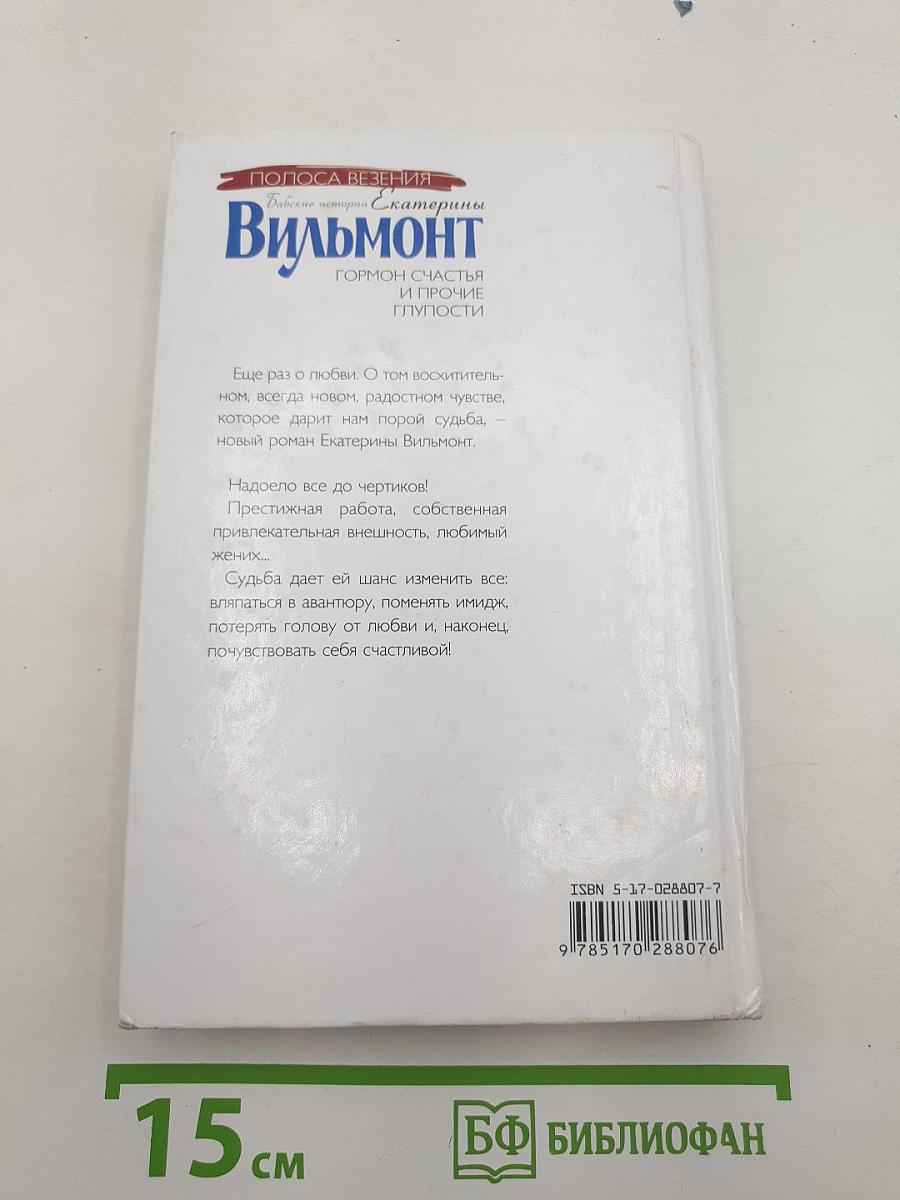 ПОЛОСА ВЕЗЕНИЯ
Бабские истории Екатерины
Вильмонт
ГОРМОН СЧАСТЬЯ
И ПРОЧИЕ
ГЛУПОСТИ
Еще раз о любви. О том восхититель-
ном, всегда новом, радостном чувстве,
которое дарит нам порой судьба, –
новый роман Екатерины Вильмонт.
Надоело все до чертиков!
Престижная работа, собственная
привлекательная внешность, любимый
жених...
Судьба дает ей шанс изменить все:
вляпаться в авантюру, поменять имидж,
потерять голову от любви и, наконец,
почувствовать себя счастливой!
ISBN 5-17-028807-7
9 785170 288076
15 см
БФ БИБЛИОФАН